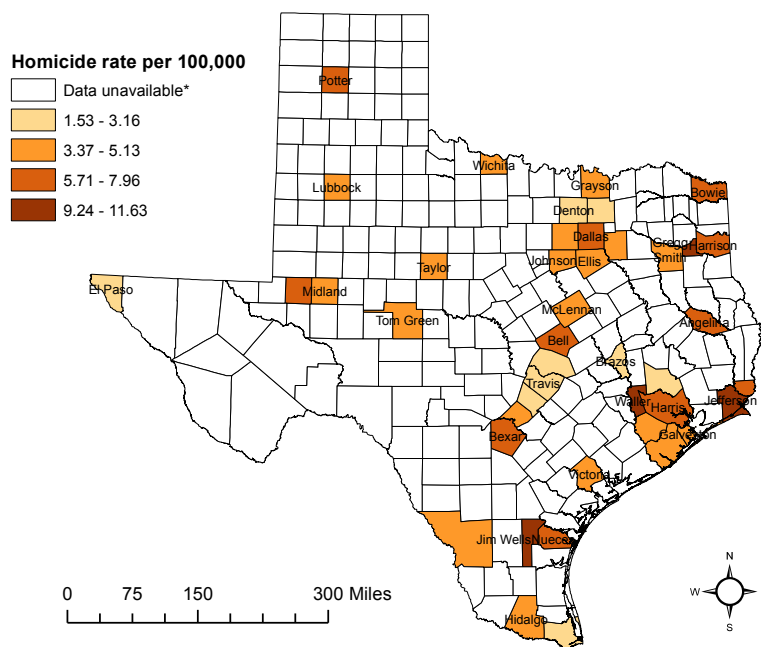 Homicide rate per 100,000
Data unavailable*
1.53 - 3.16
3.37 - 5.13
5.71 - 7.96
9.24 - 11.63
Potter
Wichita
Lubbock
Grayson
Bowie
Denton
Dallas
Gregg
Harrison
Smith
Johnson
Ellis
Taylor
El Paso
Midland
McLennan
Tom Green
Angelina
Bell
Brazos
Travis
Waller
Harris
Jefferson
Bexar
Galveston
Victoria
Jim Wells
Nueces
Hidalgo
0 75 150 300 Miles
N
W
E
S